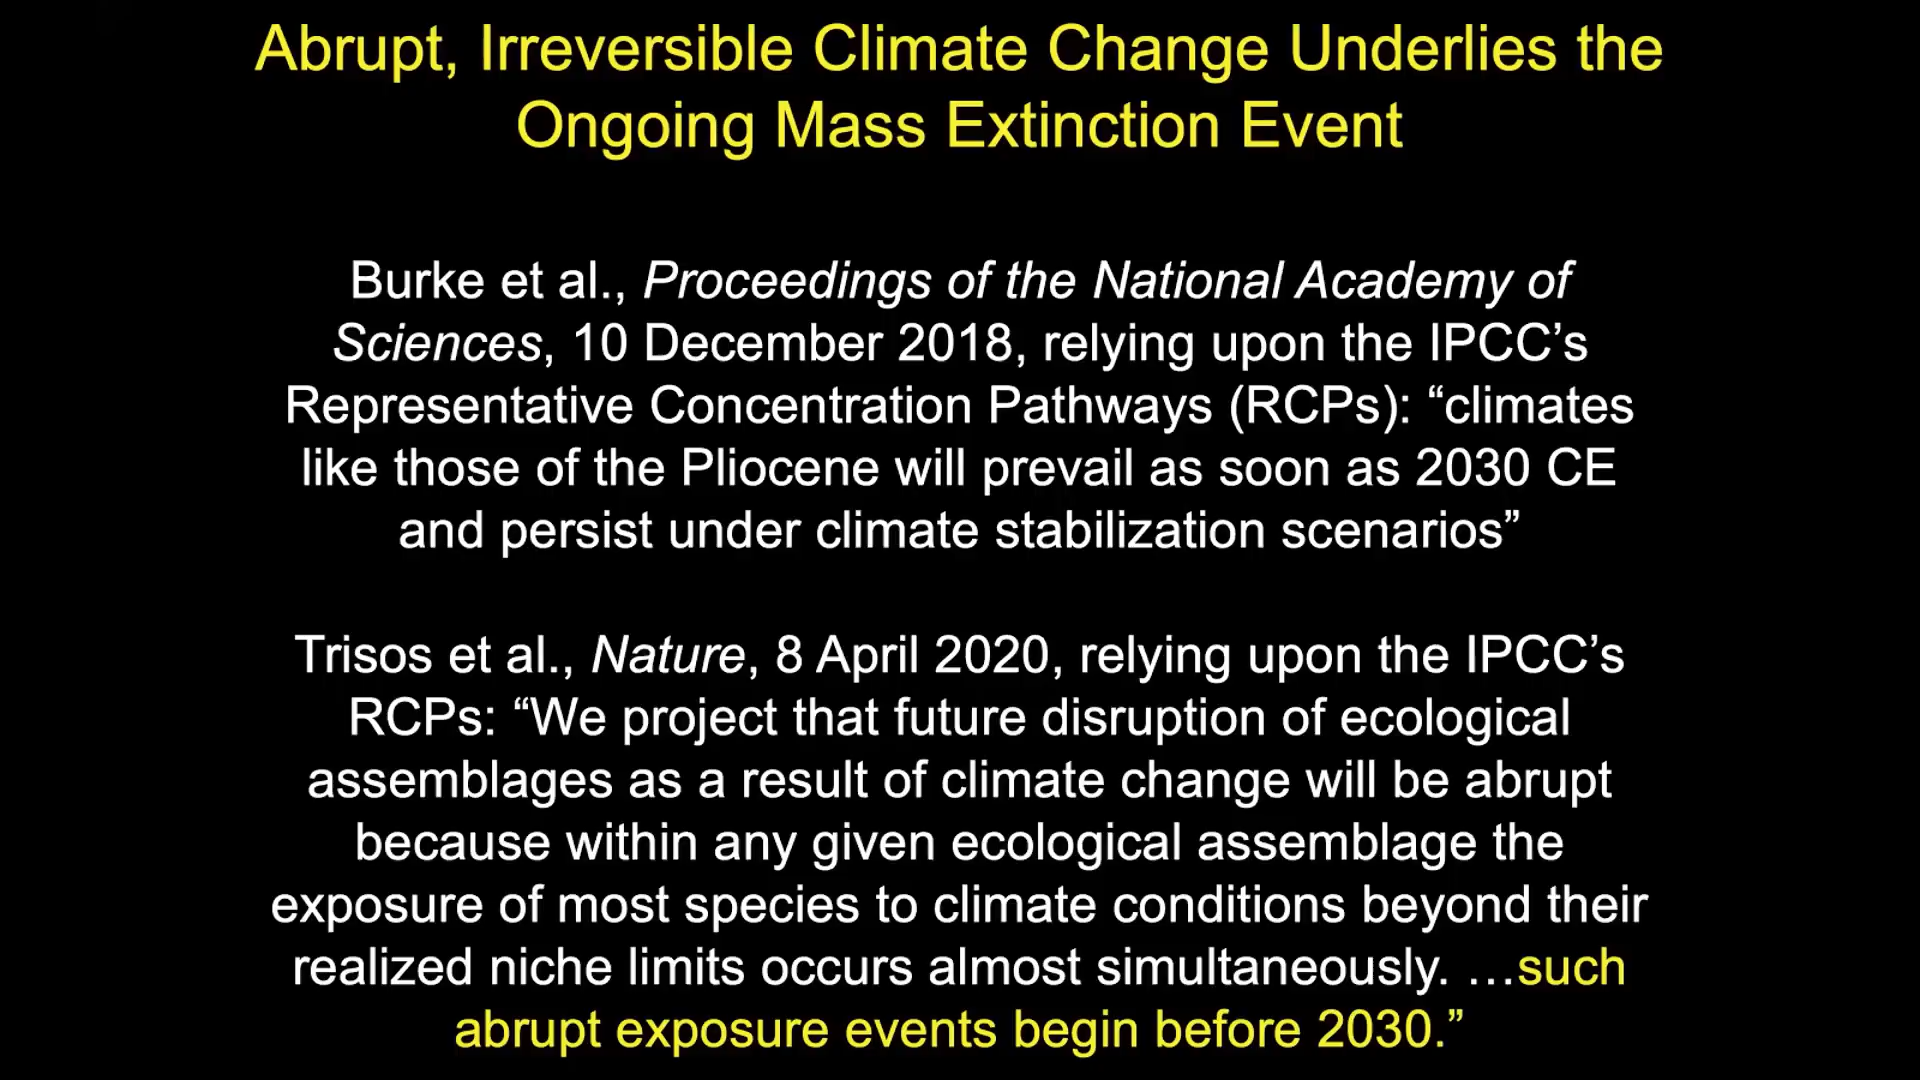 Abrupt, Irreversible Climate Change Underlies the
Ongoing Mass Extinction Event
Burke et al., Proceedings of the National Academy of
Sciences, 10 December 2018, relying upon the IPCC’s
Representative Concentration Pathways (RCPs): “climates
like those of the Pliocene will prevail as soon as 2030 CE
and persist under climate stabilization scenarios”
Trisos et al., Nature, 8 April 2020, relying upon the IPCC’s
RCPs: “We project that future disruption of ecological
assemblages as a result of climate change will be abrupt
because within any given ecological assemblage the
exposure of most species to climate conditions beyond their
realized niche limits occurs almost simultaneously. …such
abrupt exposure events begin before 2030.”